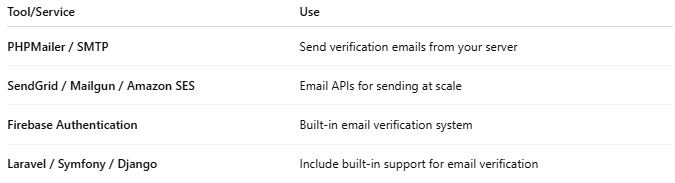 Tool/Service Use
PHPMailer / SMTP Send verification emails from your server
SendGrid / Mailgun / Amazon SES Email APIs for sending at scale
Firebase Authentication Built-in email verification system
Laravel / Symfony / Django Include built-in support for email verification